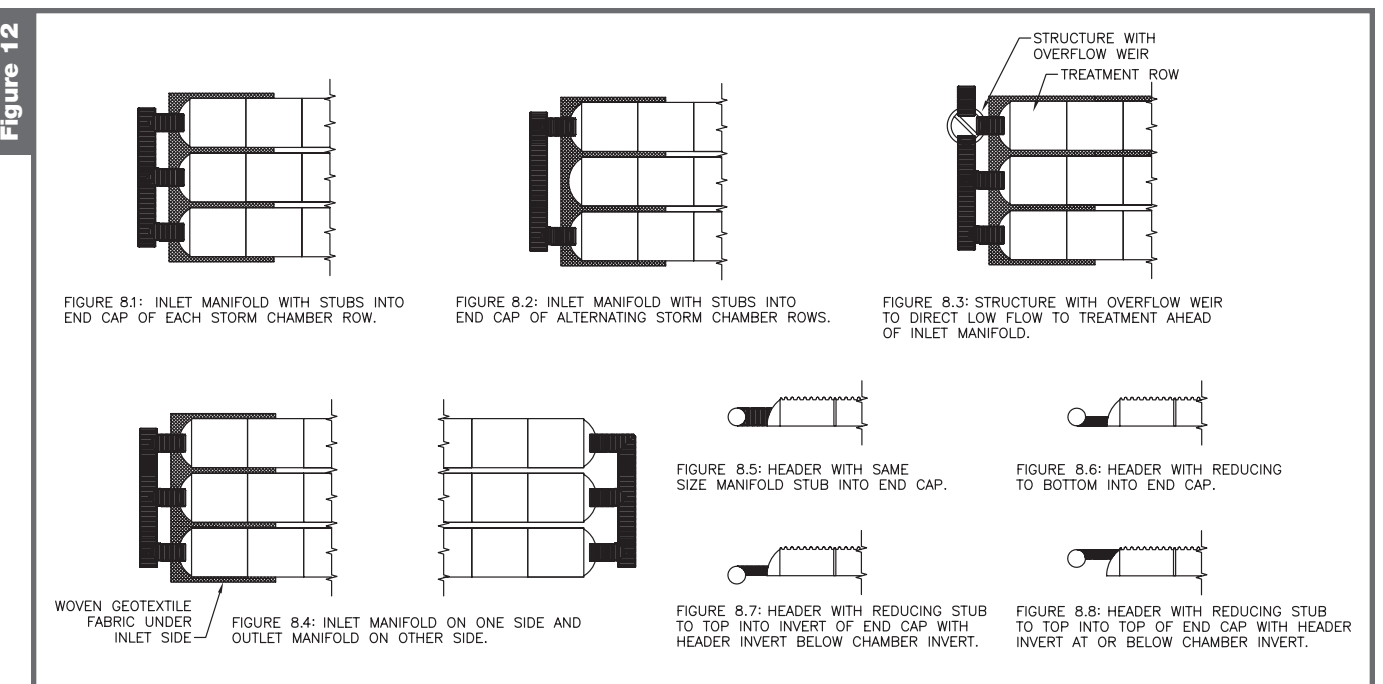 Figure 12
STRUCTURE WITH
OVERFLOW WEIR
TREATMENT ROW
FIGURE 8.1: INLET MANIFOLD WITH STUBS INTO
END CAP OF EACH STORM CHAMBER ROW.
FIGURE 8.2: INLET MANIFOLD WITH STUBS INTO
END CAP OF ALTERNATING STORM CHAMBER ROWS.
FIGURE 8.3: STRUCTURE WITH OVERFLOW WEIR
TO DIRECT LOW FLOW TO TREATMENT AHEAD
OF INLET MANIFOLD.
WOVEN GEOTEXTILE
FABRIC UNDER
INLET SIDE
FIGURE 8.4: INLET MANIFOLD ON ONE SIDE AND
OUTLET MANIFOLD ON OTHER SIDE.
FIGURE 8.5: HEADER WITH SAME
SIZE MANIFOLD STUB INTO END CAP.
FIGURE 8.6: HEADER WITH REDUCING
TO BOTTOM INTO END CAP.
FIGURE 8.7: HEADER WITH REDUCING STUB
TO TOP INTO INVERT OF END CAP WITH
HEADER INVERT BELOW CHAMBER INVERT.
FIGURE 8.8: HEADER WITH REDUCING STUB
TO TOP INTO TOP OF END CAP WITH HEADER
INVERT AT OR BELOW CHAMBER INVERT.